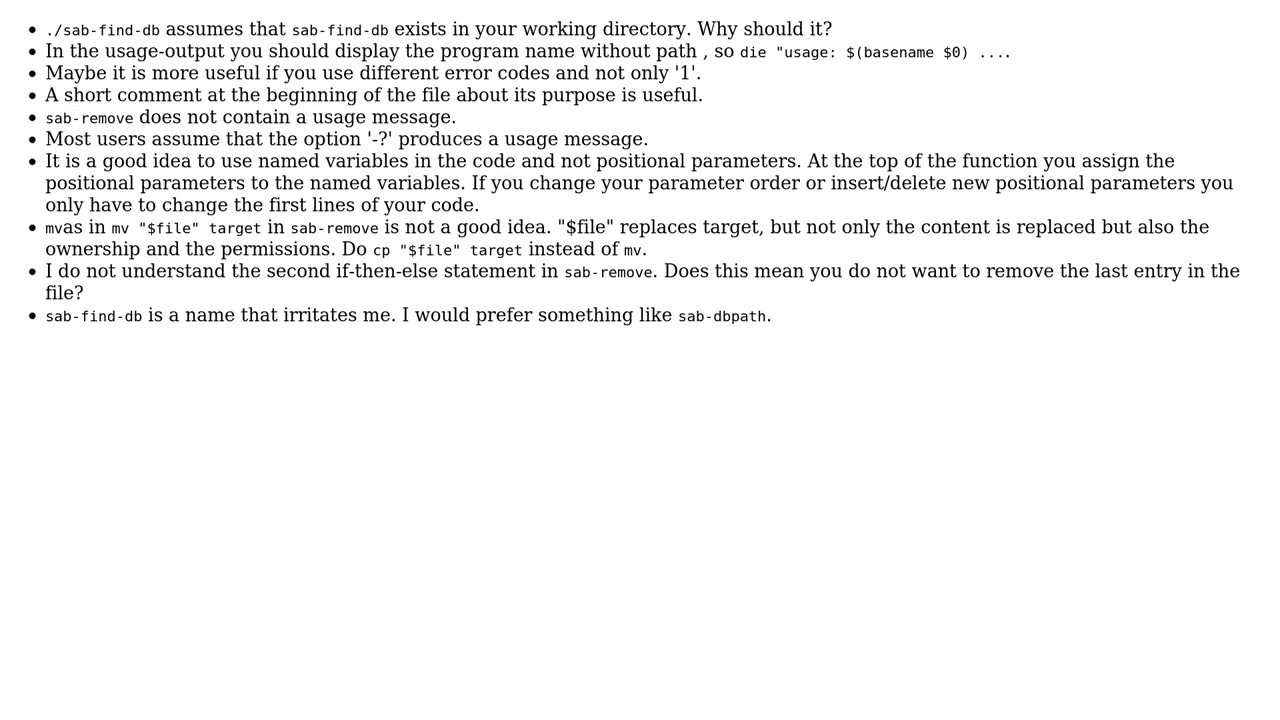 • ./sab-find-db assumes that sab-find-db exists in your working directory. Why should it?
• In the usage-output you should display the program name without path , so die "usage: $(basename $0) ....
• Maybe it is more useful if you use different error codes and not only '1'.
• A short comment at the beginning of the file about its purpose is useful.
• sab-remove does not contain a usage message.
• Most users assume that the option '-?' produces a usage message.
• It is a good idea to use named variables in the code and not positional parameters. At the top of the function you assign the
positional parameters to the named variables. If you change your parameter order or insert/delete new positional parameters you
only have to change the first lines of your code.
• mvas in mv "$file" target in sab-remove is not a good idea. "$file" replaces target, but not only the content is replaced but also the
ownership and the permissions. Do cp "$file" target instead of mv.
• I do not understand the second if-then-else statement in sab-remove. Does this mean you do not want to remove the last entry in the
file?
• sab-find-db is a name that irritates me. I would prefer something like sab-dbpath.